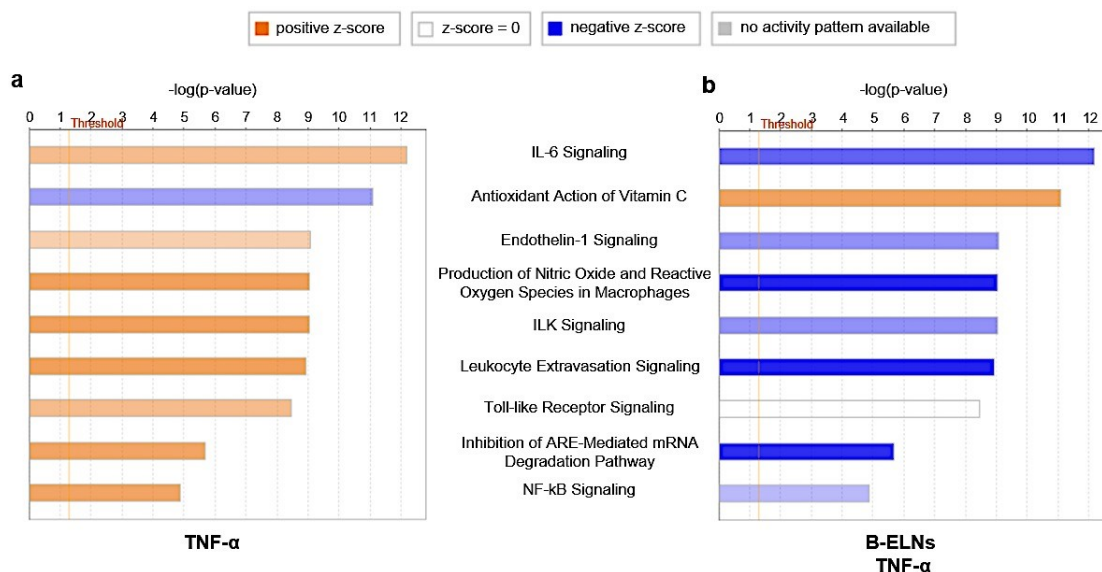 positive z-score
z-score = 0
negative z-score
no activity pattern available
a
-log(p-value)
0 1 2 3 4 5 6 7 8 9 10 11 12
Threshold
b
-log(p-value)
0 1 2 3 4 5 6 7 8 9 10 11 12
Threshold
IL-6 Signaling
Antioxidant Action of Vitamin C
Endothelin-1 Signaling
Production of Nitric Oxide and Reactive
Oxygen Species in Macrophages
ILK Signaling
Leukocyte Extravasation Signaling
Toll-like Receptor Signaling
Inhibition of ARE-Mediated mRNA
Degradation Pathway
NF-kB Signaling
TNF-α
B-ELNs
TNF-α